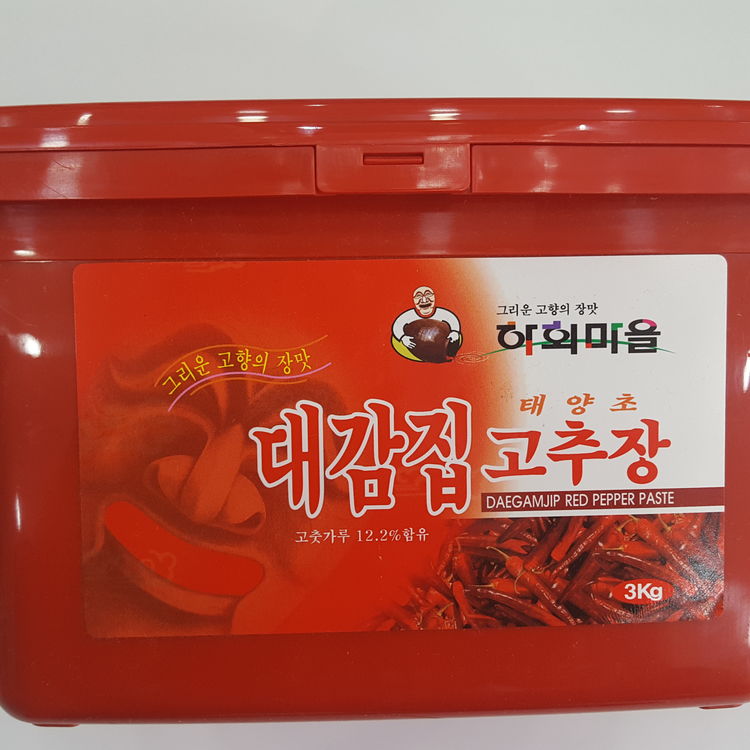 그리운 고향의 장맛
하회마을
그리운 고향의 장맛
태양초
대감집 고추장
DAEGAMJIP RED PEPPER PASTE
고춧가루 12.2%함유
3Kg